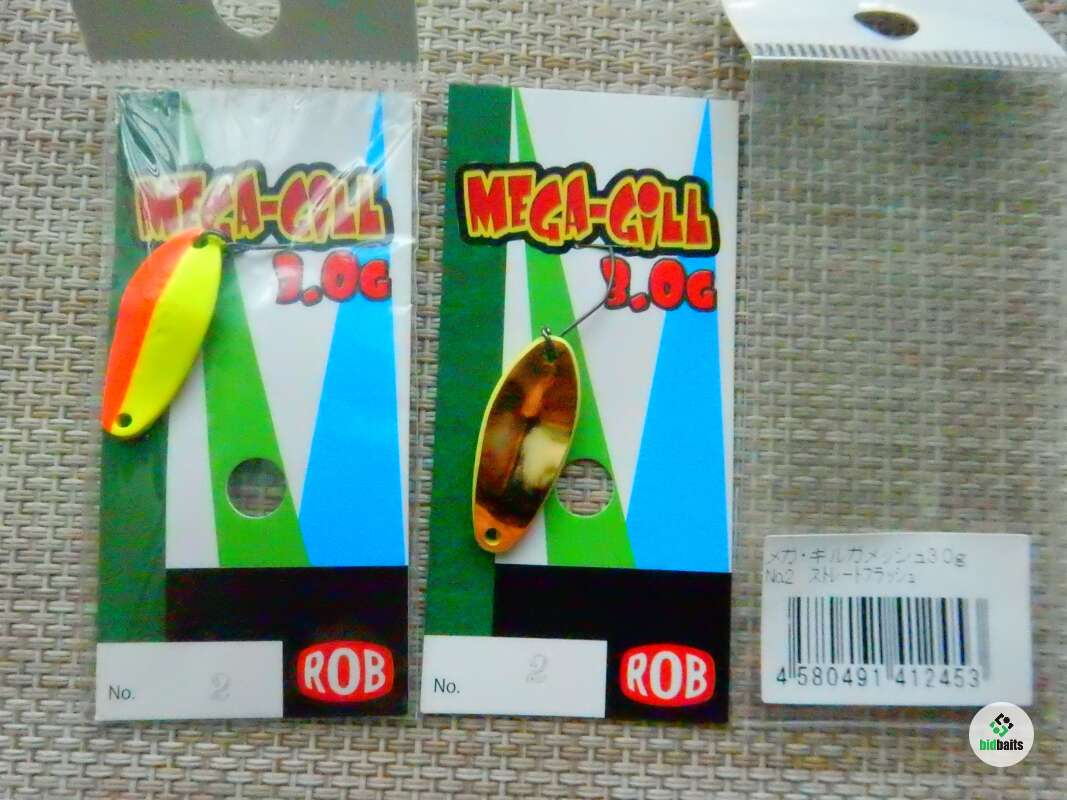 MEGA-GiLL
3.0G
No. 2
ROB
MEGA-GiLL
3.0G
No. 2
ROB
メガ・ギルガメッシュ3.0g
No.2 ストレートフラッシュ
4 580491 412453
bidbaits